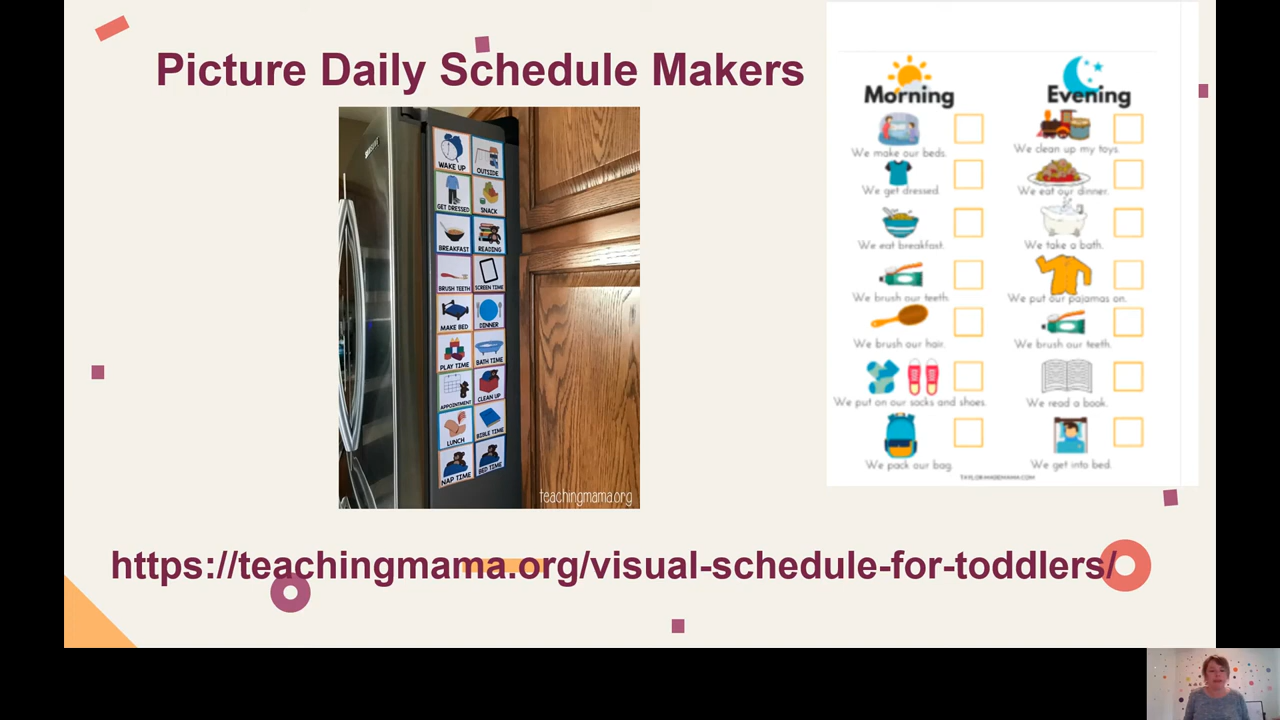 Picture Daily Schedule Makers
WAKE UP
OUTSIDE
GET DRESSED
SNACK
BREAKFAST
READING
BRUSH TEETH
SCREEN TIME
MAKE BED
DINNER
PLAY TIME
BATH TIME
APPOINTMENT
CLEAN UP
LUNCH
BIBLE TIME
NAP TIME
BED TIME
teachingmama.org
Morning
We make our beds.
We get dressed.
We eat breakfast.
We brush our teeth.
We brush our hair.
We put on our socks and shoes.
We pack our bag.
Evening
We clean up my toys.
We eat our dinner.
We take a bath.
We put our pajamas on.
We brush our teeth.
We read a book.
We get into bed.
https://teachingmama.org/visual-schedule-for-toddlers/